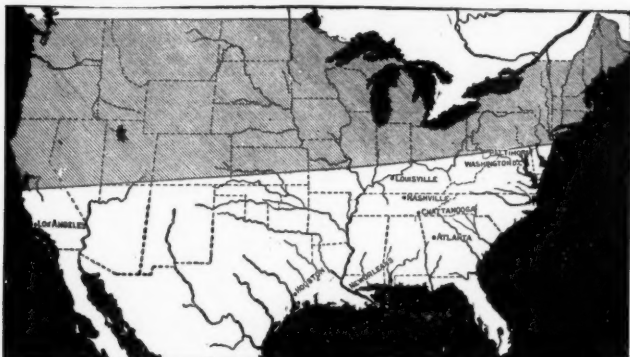 BALTIMORE
WASHINGTON D.C.
LOUISVILLE
NASHVILLE
CHATTANOOGA
LOS ANGELES
ATLANTA
HOUSTON
NEW ORLEANS